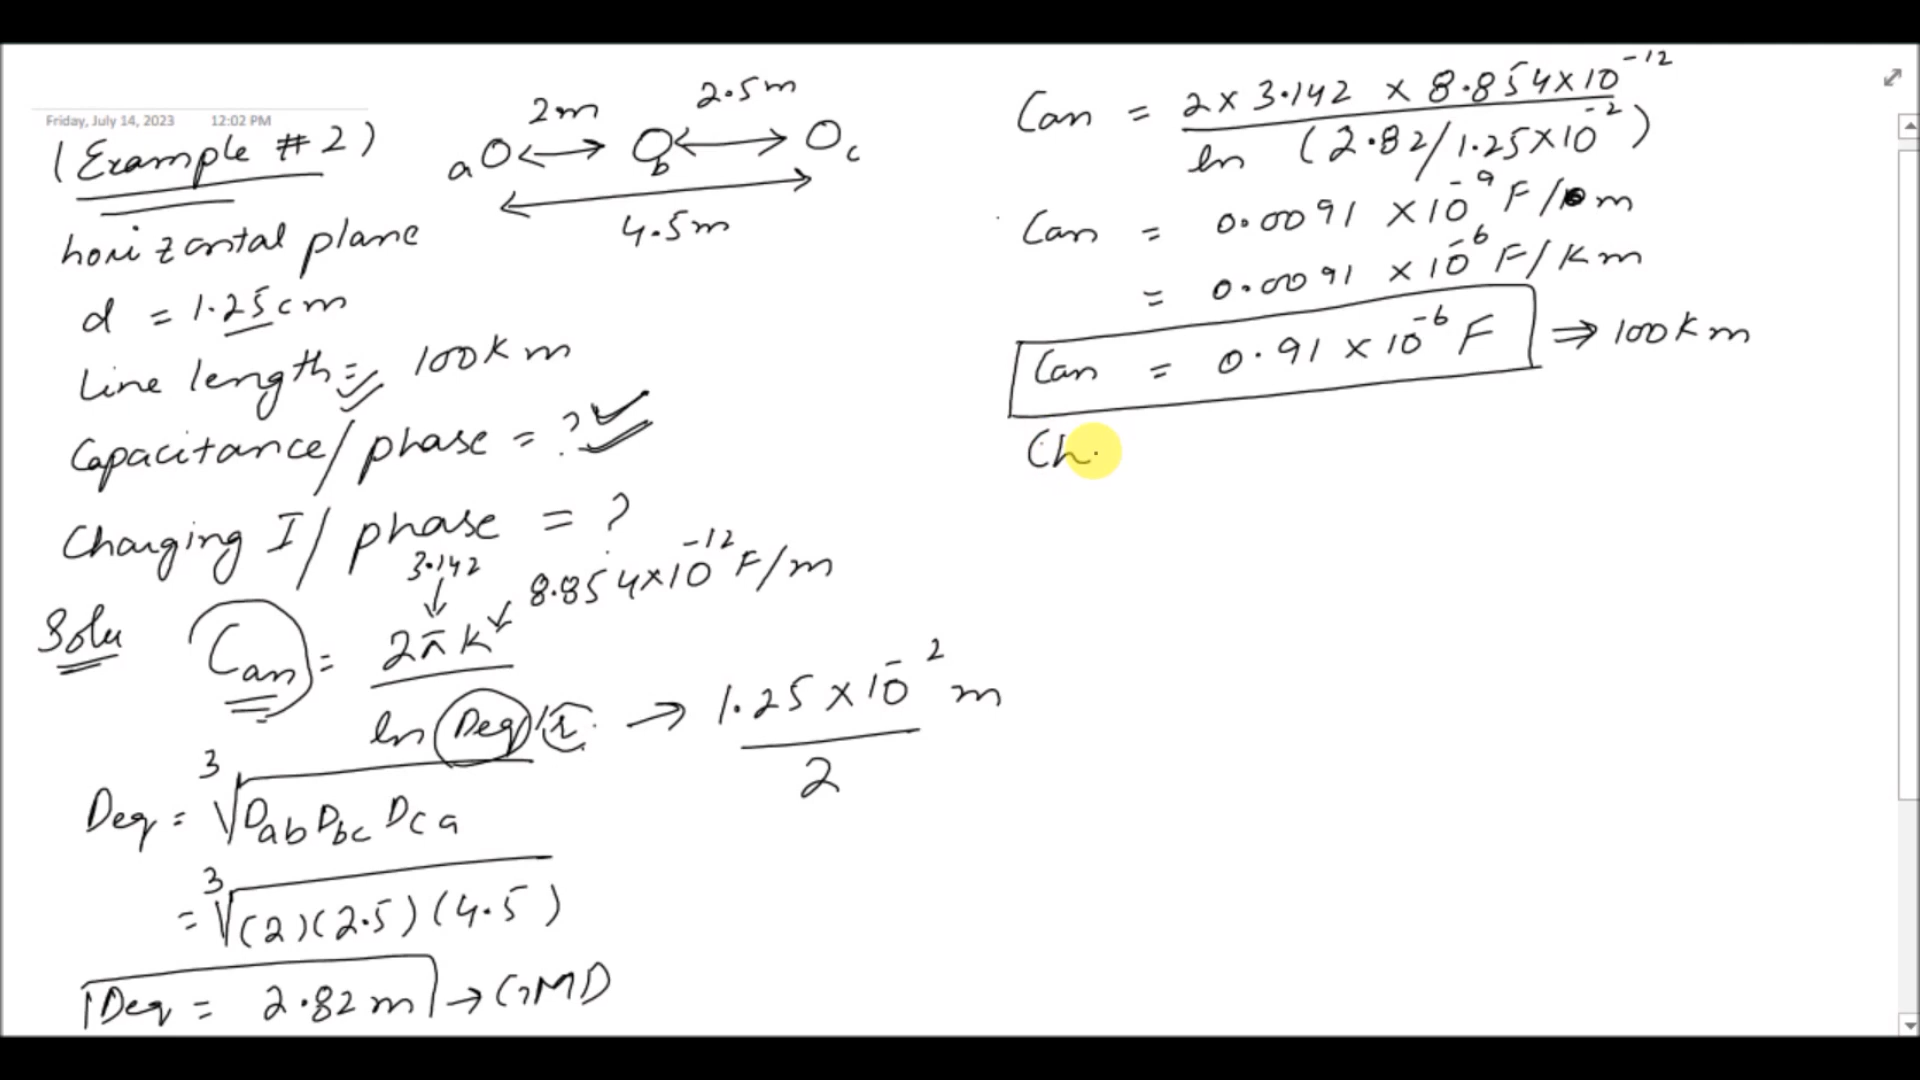 Friday, July 14, 2023 12:02 PM
(Example # 2)
a 2m b 2.5m c
4.5m
horizontal plane
d = 1.25cm
Line length = 100Km
Capacitance/phase = ?
Charging I/phase = ?
3.142
8.854×10⁻¹² F/m
Solu Can = 2πK
ln Deq/r → 1.25×10⁻² m
2
Deq = ³√Dab Dbc Dca
= ³√(2)(2.5)(4.5)
Deq = 2.82m → GMD
Can = 2×3.142 × 8.854×10⁻¹²
ln (2.82/1.25×10⁻²)
Can = 0.0091 ×10⁻⁹ F/m
= 0.0091 ×10⁻⁶ F/Km
Can = 0.91×10⁻⁶ F ⇒ 100Km
Ch